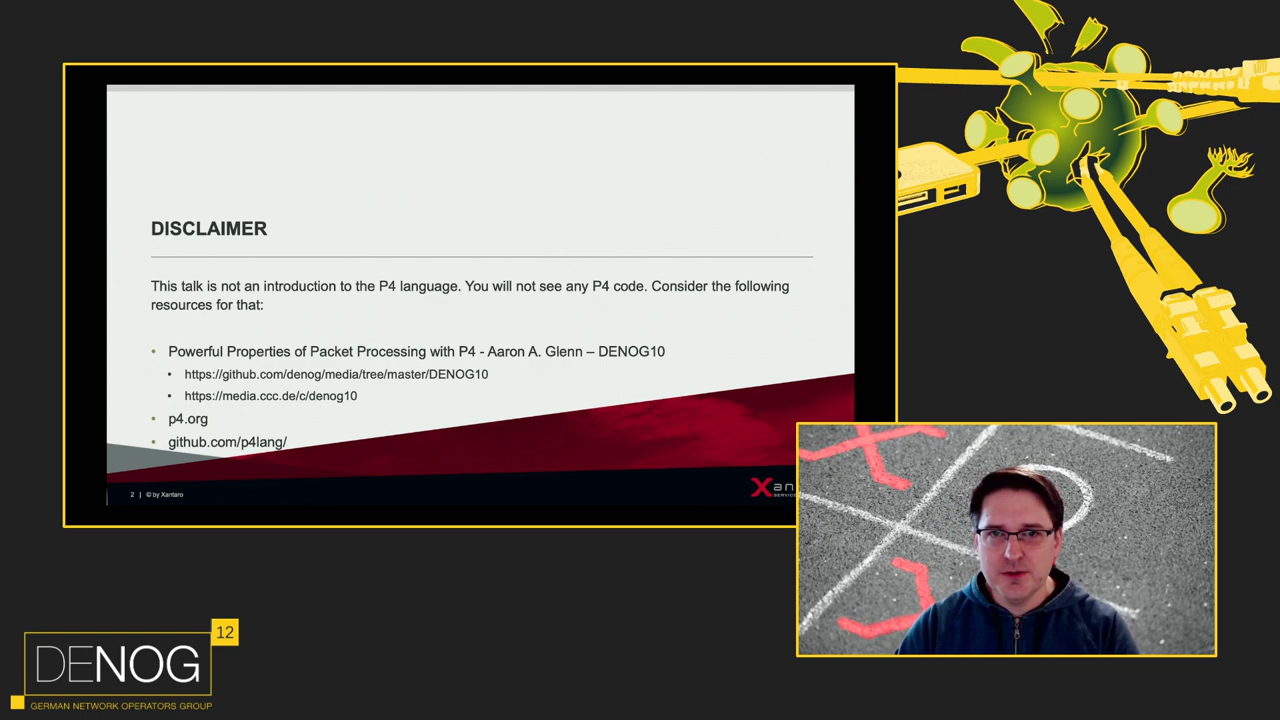 DISCLAIMER
This talk is not an introduction to the P4 language. You will not see any P4 code. Consider the following
resources for that:
• Powerful Properties of Packet Processing with P4 - Aaron A. Glenn – DENOG10
• https://github.com/denog/media/tree/master/DENOG10
• https://media.ccc.de/c/denog10
• p4.org
• github.com/p4lang/
2 | © by Xantaro
Xan
SERVICE
12
DENOG
GERMAN NETWORK OPERATORS GROUP